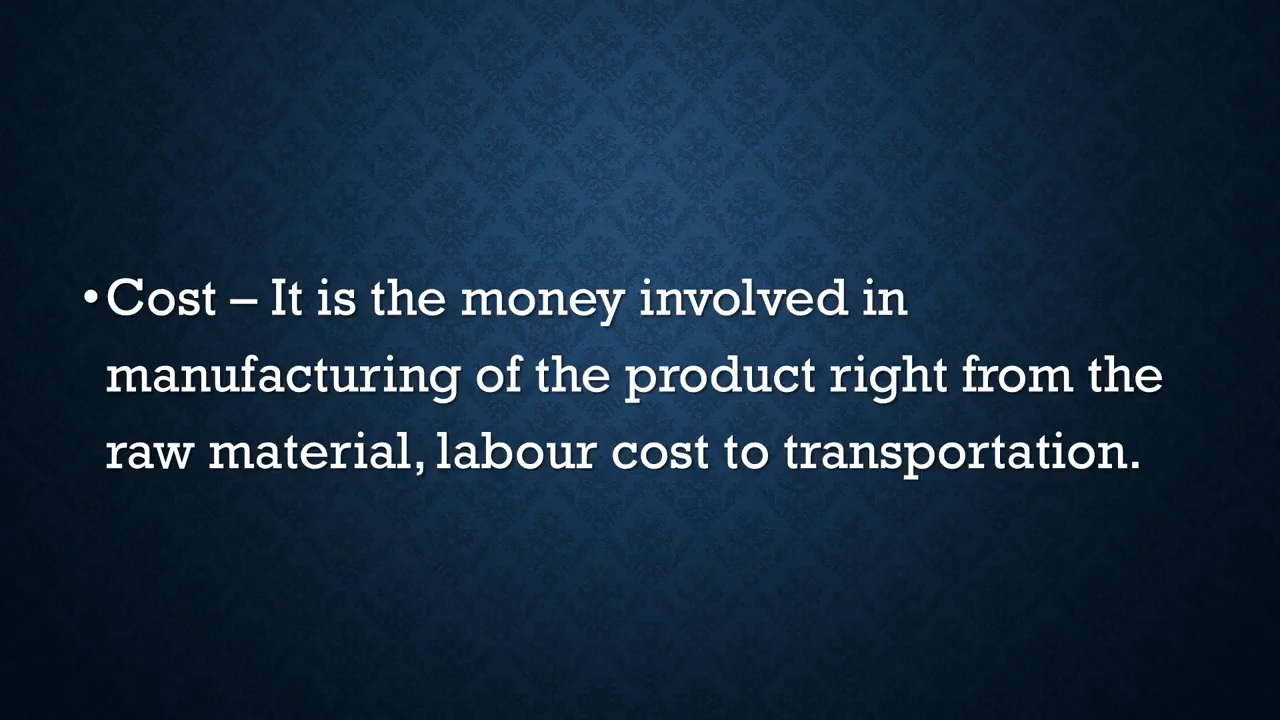 •Cost – It is the money involved in
manufacturing of the product right from the
raw material, labour cost to transportation.